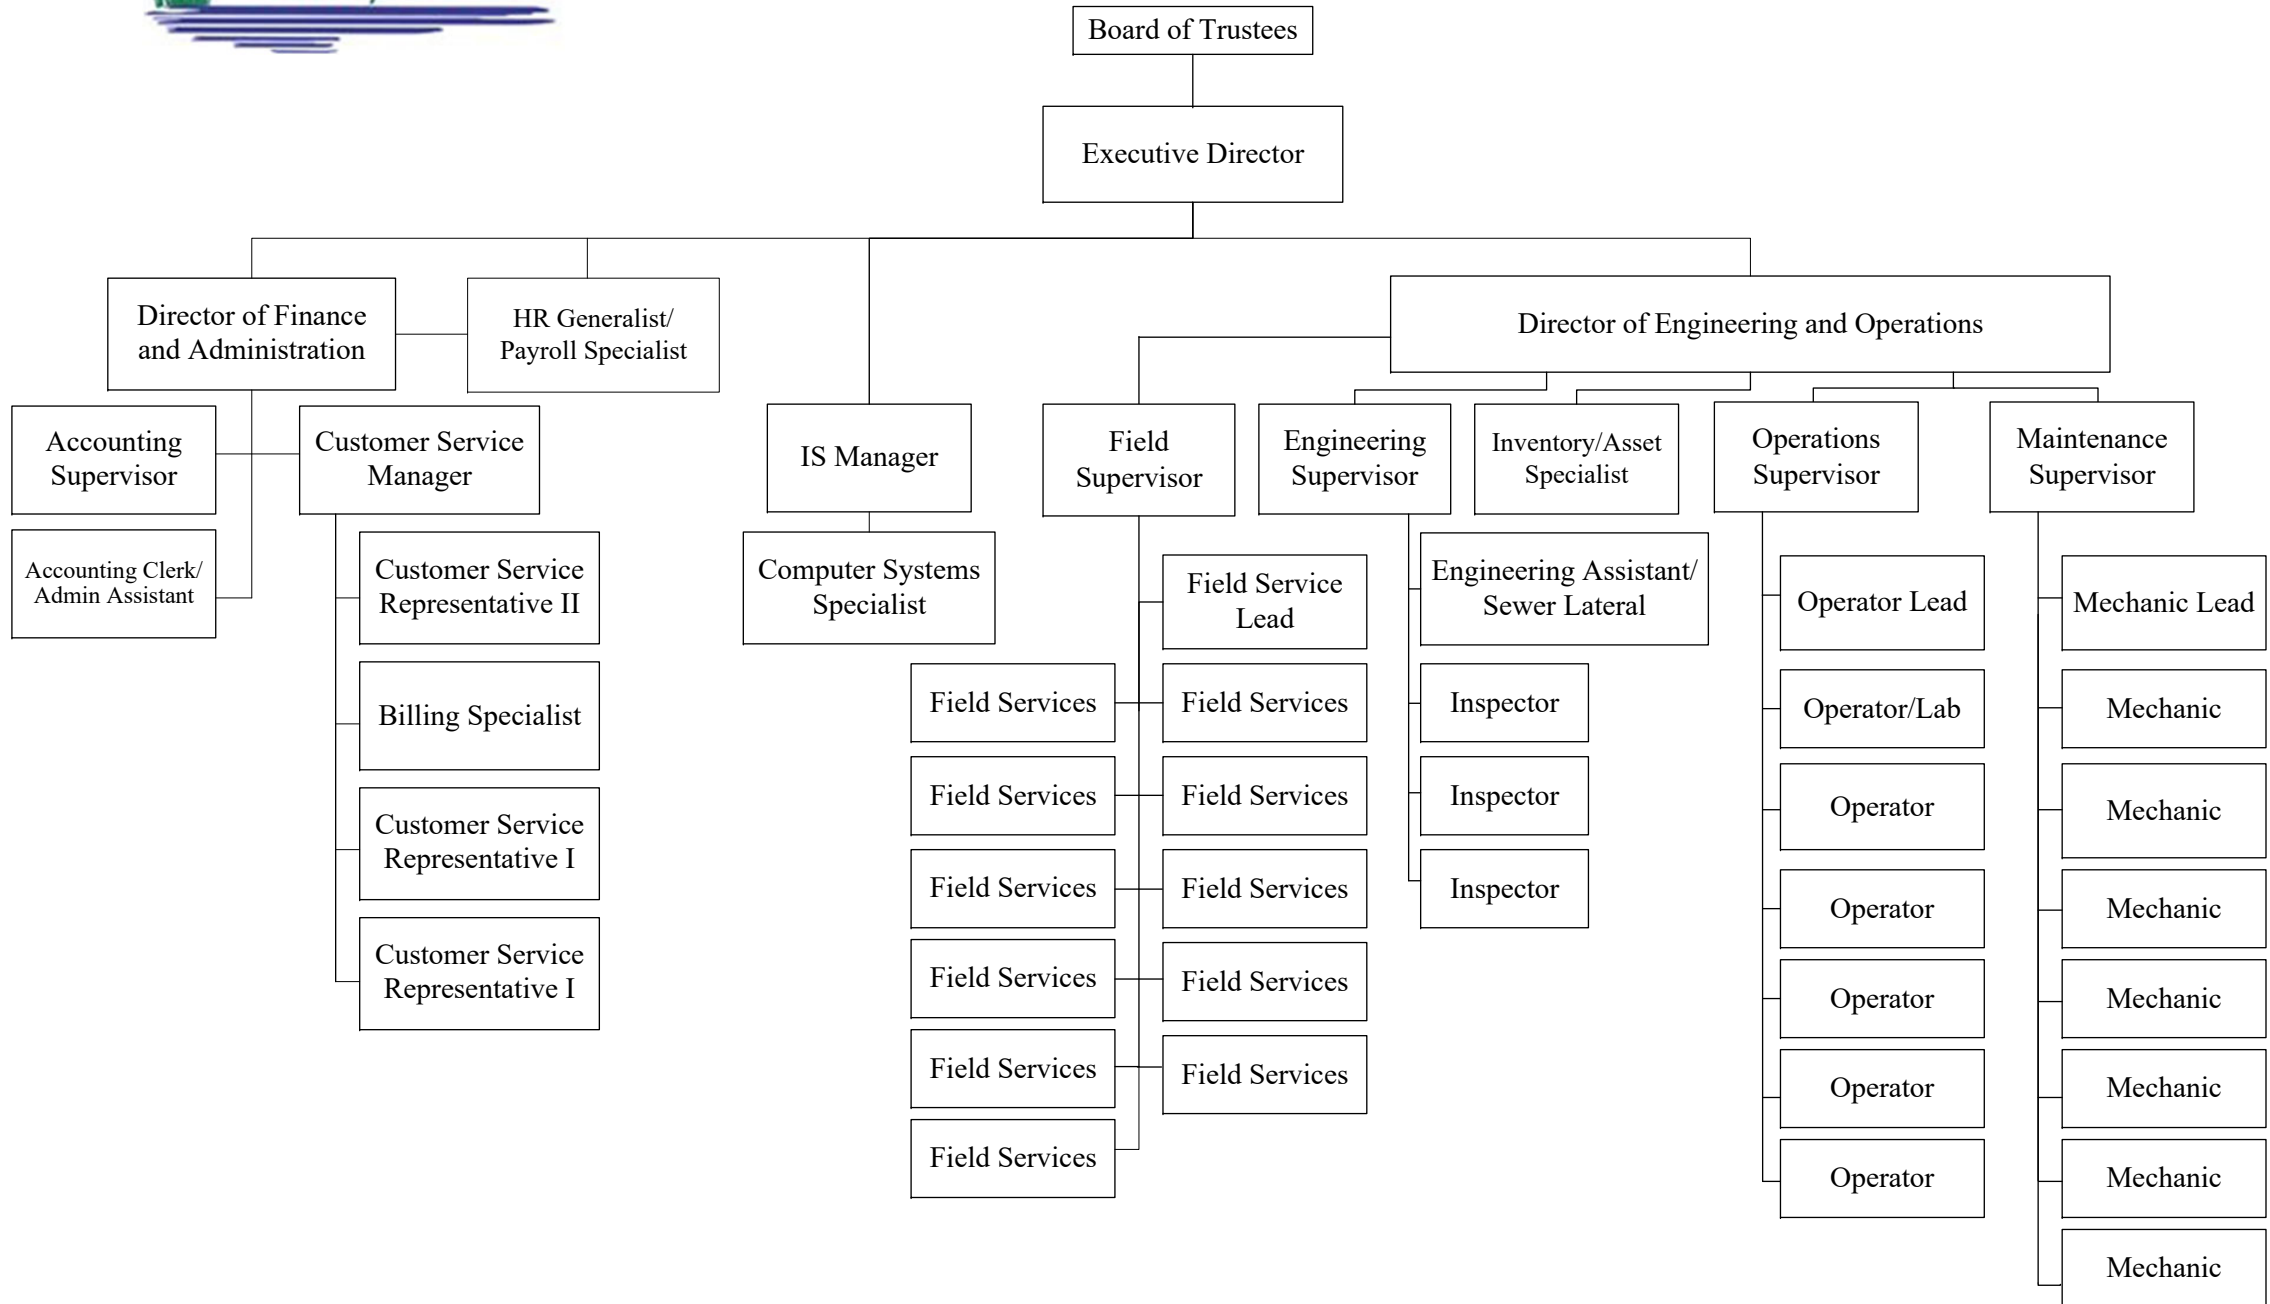 Board of Trustees
Executive Director
Director of Finance
and Administration
HR Generalist/
Payroll Specialist
Director of Engineering and Operations
Accounting
Supervisor
Customer Service
Manager
IS Manager
Field
Supervisor
Engineering
Supervisor
Inventory/Asset
Specialist
Operations
Supervisor
Maintenance
Supervisor
Accounting Clerk/
Admin Assistant
Customer Service
Representative II
Billing Specialist
Customer Service
Representative I
Customer Service
Representative I
Computer Systems
Specialist
Field Service
Lead
Field Services
Field Services
Field Services
Field Services
Field Services
Field Services
Field Services
Field Services
Field Services
Field Services
Field Services
Engineering Assistant/
Sewer Lateral
Inspector
Inspector
Inspector
Operator Lead
Operator/Lab
Operator
Operator
Operator
Operator
Operator
Mechanic Lead
Mechanic
Mechanic
Mechanic
Mechanic
Mechanic
Mechanic
Mechanic